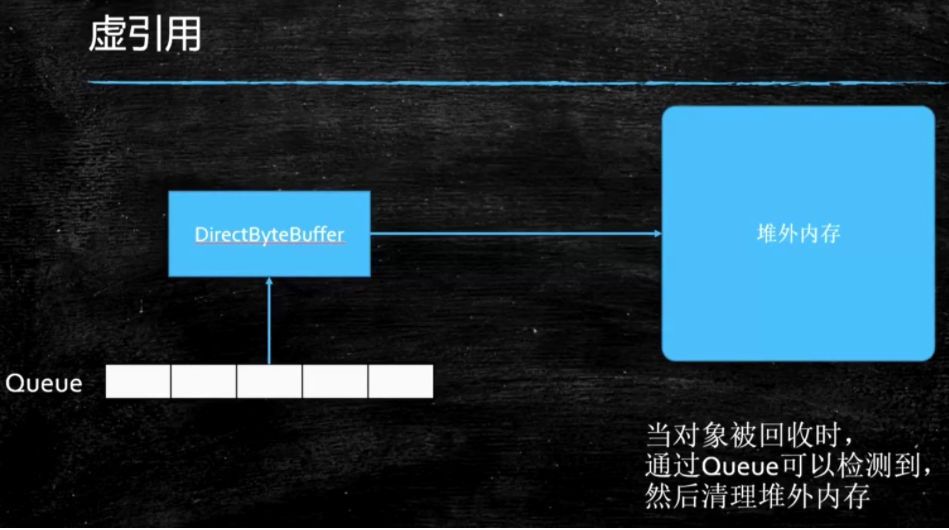 虚引用
DirectByteBuffer
堆外内存
Queue
当对象被回收时，
通过Queue可以检测到，
然后清理堆外内存